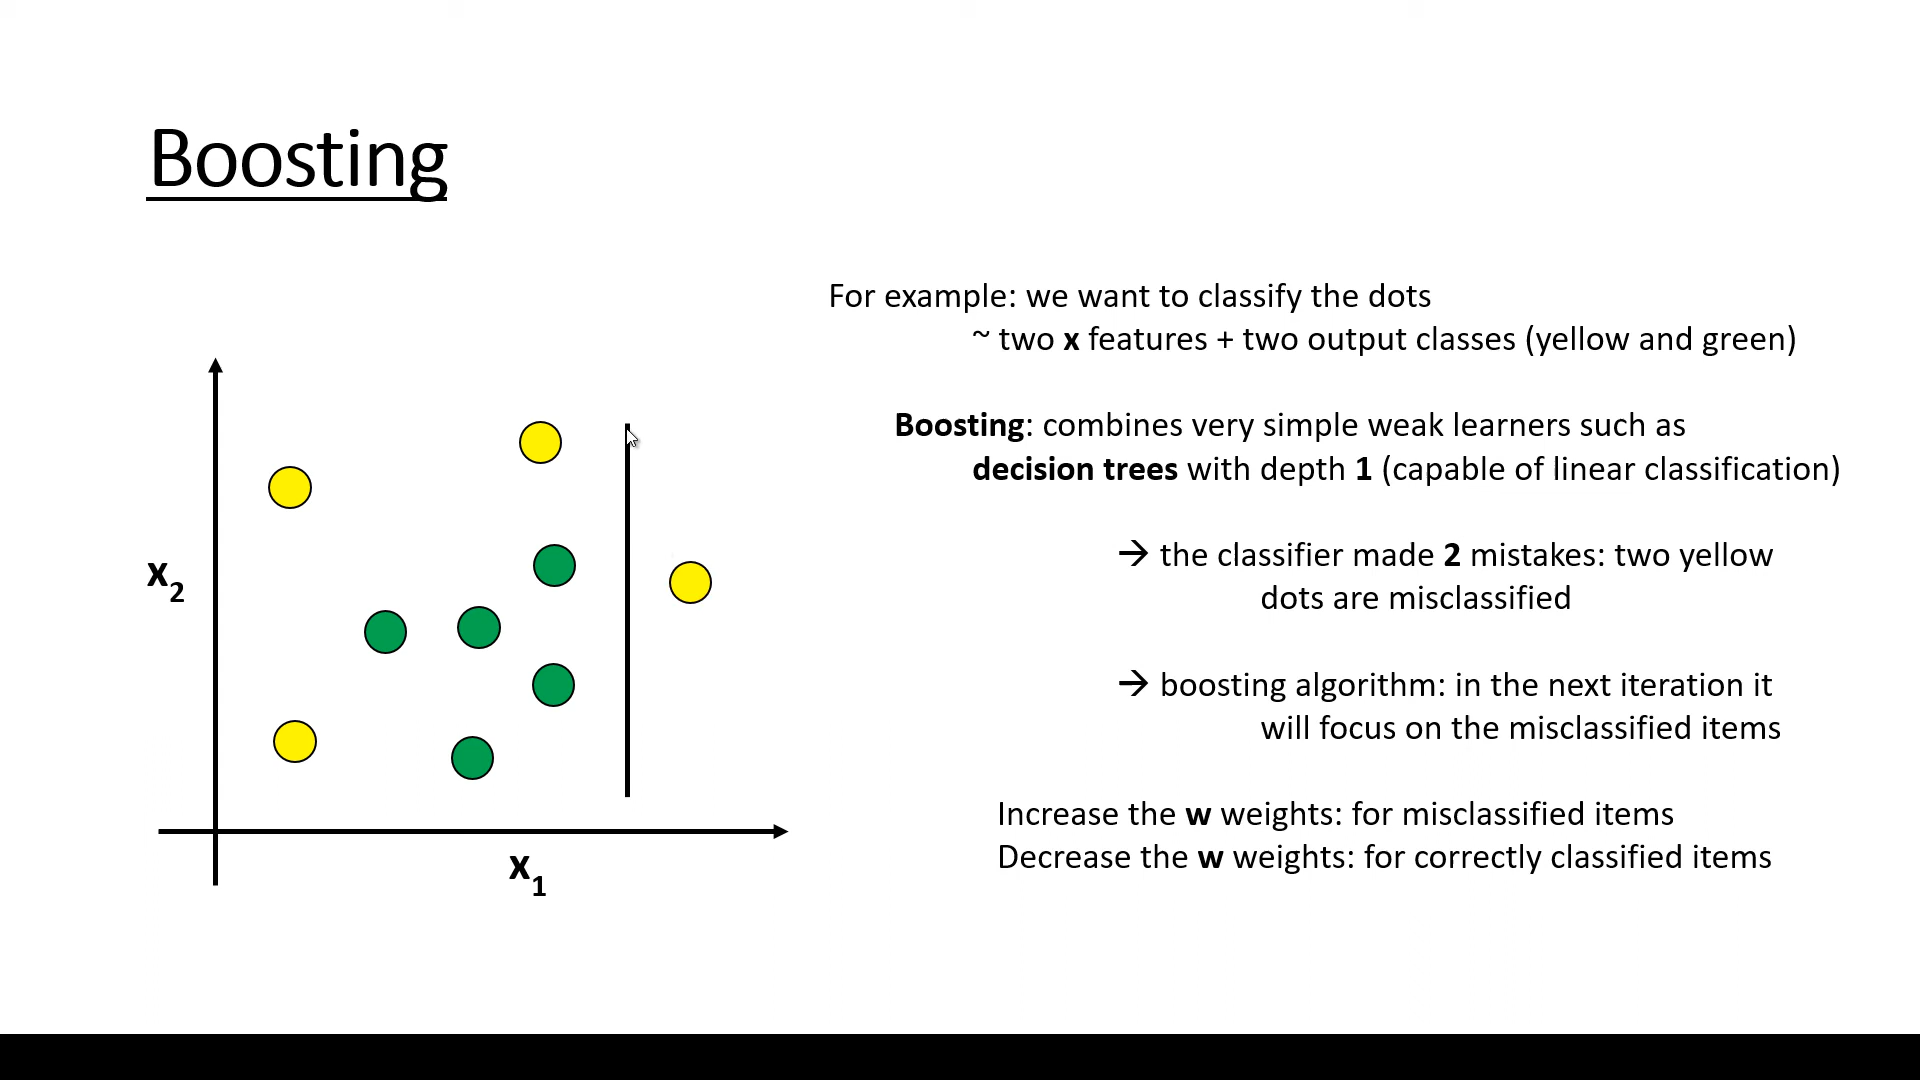 Boosting
For example: we want to classify the dots
~ two x features + two output classes (yellow and green)
Boosting: combines very simple weak learners such as
decision trees with depth 1 (capable of linear classification)
→ the classifier made 2 mistakes: two yellow
dots are misclassified
→ boosting algorithm: in the next iteration it
will focus on the misclassified items
Increase the w weights: for misclassified items
Decrease the w weights: for correctly classified items
x2
x1